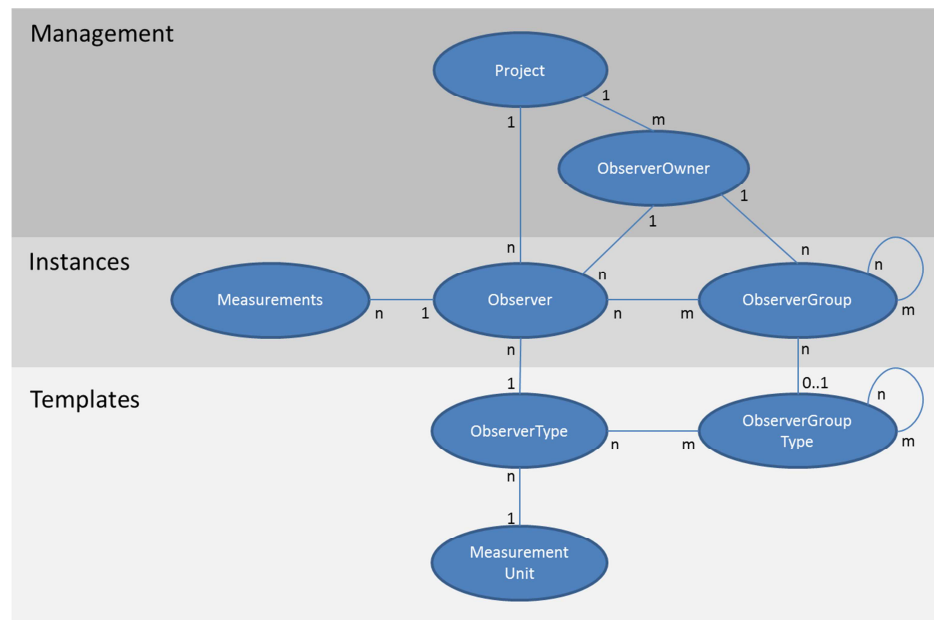 Management
Project
1
1
m
ObserverOwner
1
1
n
n
n
Instances
n
Measurements
Observer
ObserverGroup
n
1
n
m
m
n
n
1
0..1
Templates
n
ObserverType
ObserverGroup
Type
n
m
m
n
1
Measurement
Unit